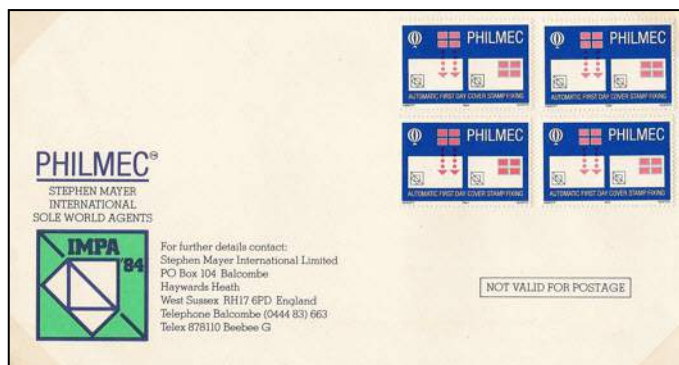 PHILMEC
AUTOMATIC FIRST DAY COVER STAMP FIXING
PHILMEC
AUTOMATIC FIRST DAY COVER STAMP FIXING
PHILMEC
AUTOMATIC FIRST DAY COVER STAMP FIXING
PHILMEC
AUTOMATIC FIRST DAY COVER STAMP FIXING
PHILMEC
STEPHEN MAYER
INTERNATIONAL
SOLE WORLD AGENTS
IMPA
'84
For further details contact:
Stephen Mayer International Limited
PO Box 104 Balcombe
Haywards Heath
West Sussex RH17 6PD England
Telephone Balcombe (0444 83) 663
Telex 878110 Beebee G
NOT VALID FOR POSTAGE